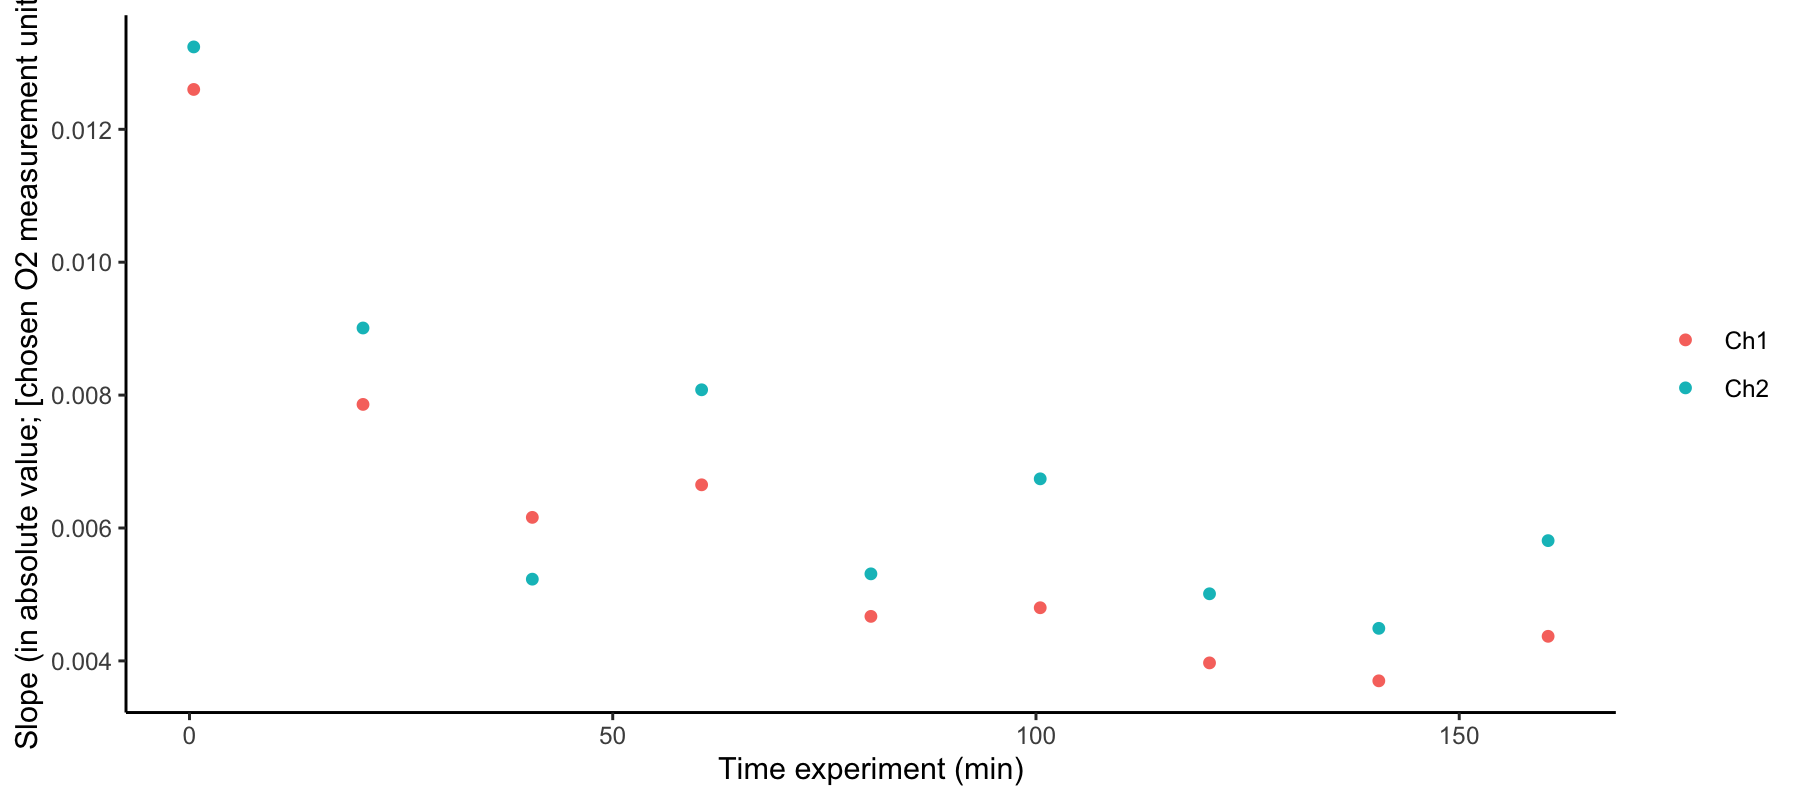 Slope (in absolute value; [chosen O2 measurement unit
0.012
0.010
0.008
0.006
0.004
0
50
100
150
Time experiment (min)
Ch1
Ch2